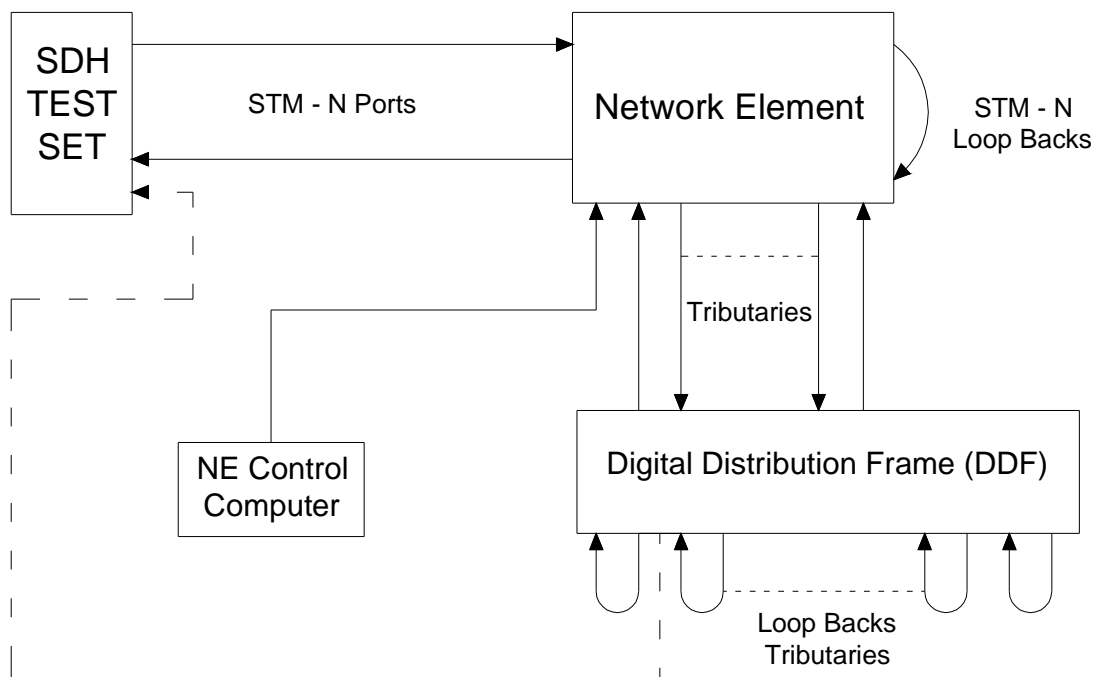 SDH
TEST
SET
STM - N Ports
Network Element
STM - N
Loop Backs
Tributaries
NE Control
Computer
Digital Distribution Frame (DDF)
Loop Backs
Tributaries